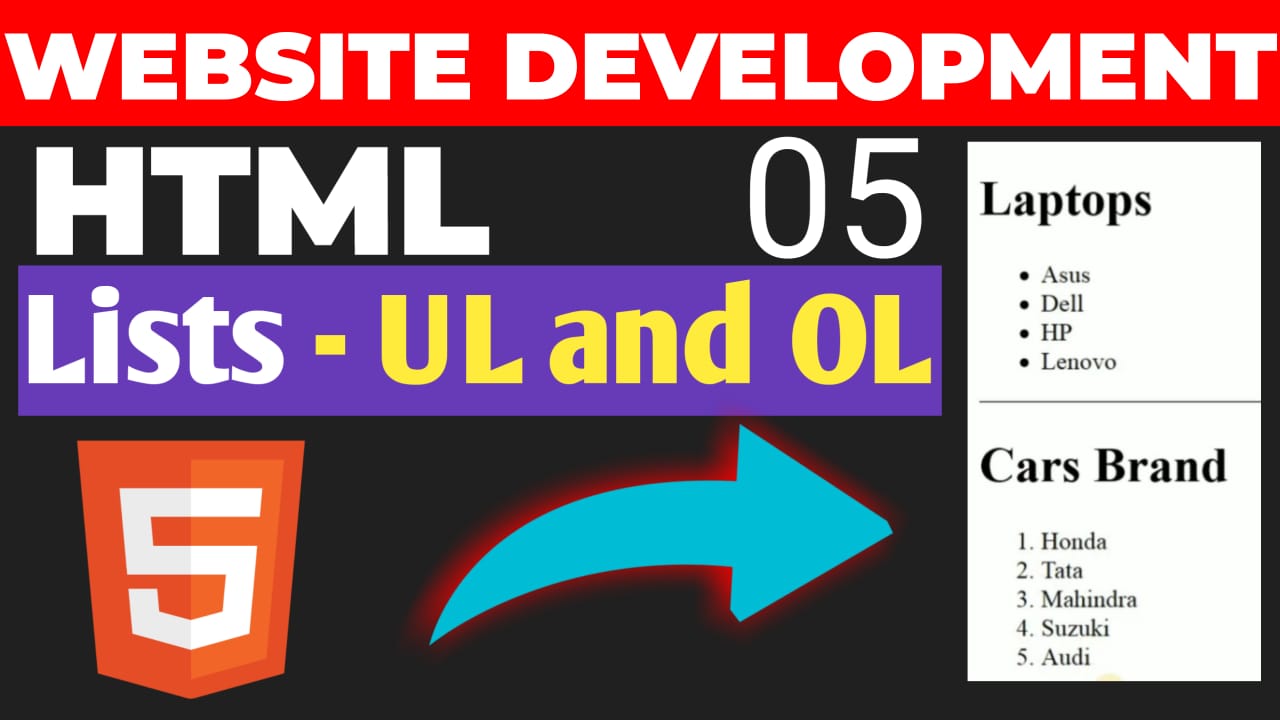 WEBSITE DEVELOPMENT
HTML
05
Lists - UL and OL
5
Laptops
• Asus
• Dell
• HP
• Lenovo
Cars Brand
1. Honda
2. Tata
3. Mahindra
4. Suzuki
5. Audi